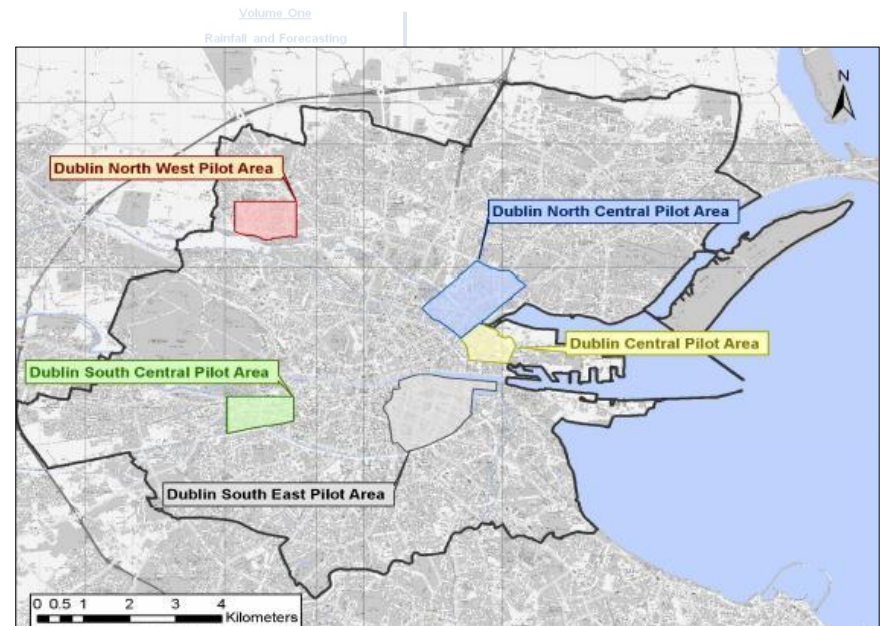 Volume One
Rainfall and Forecasting
N
Dublin North West Pilot Area
Dublin North Central Pilot Area
Dublin Central Pilot Area
Dublin South Central Pilot Area
Dublin South East Pilot Area
0 0.5 1 2 3 4
Kilometers